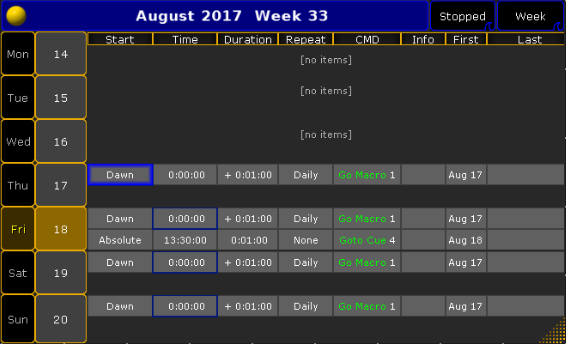 August 2017 Week 33 Stopped Week
Start Time Duration Repeat CMD Info First Last
Mon 14 [no items]
Tue 15 [no items]
Wed 16 [no items]
Thu 17 Dawn 0:00:00 + 0:01:00 Daily Go Macro 1 Aug 17
Fri 18 Dawn 0:00:00 + 0:01:00 Daily Go Macro 1 Aug 17
Absolute 13:30:00 0:01:00 None Goto Cue 4 Aug 18
Sat 19 Dawn 0:00:00 + 0:01:00 Daily Go Macro 1 Aug 17
Sun 20 Dawn 0:00:00 + 0:01:00 Daily Go Macro 1 Aug 17